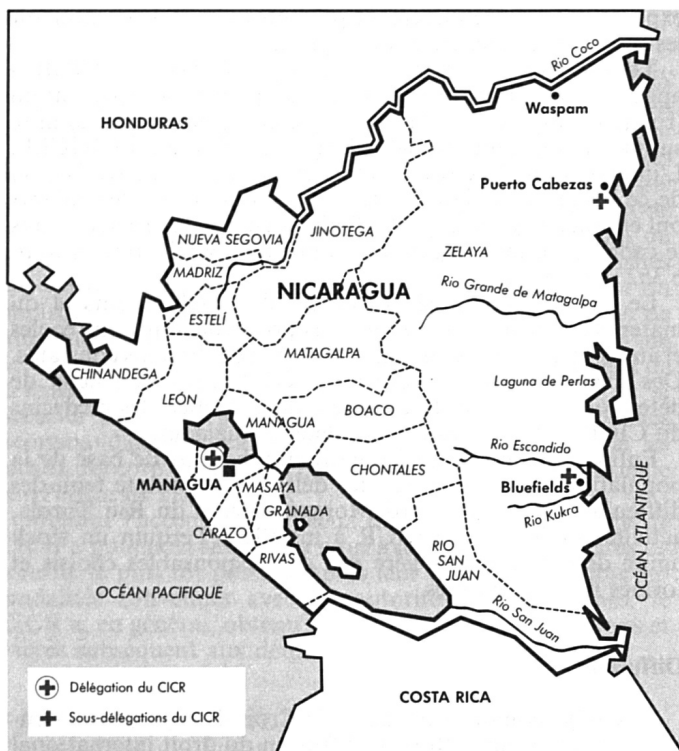 Rio Coco
Waspam
HONDURAS
Puerto Cabezas
NUEVA SEGOVIA
JINOTEGA
ZELAYA
MADRIZ
NICARAGUA
Rio Grande de Matagalpa
ESTELÍ
MATAGALPA
CHINANDEGA
LEÓN
Laguna de Perlas
BOACO
MANAGUA
Rio Escondido
CHONTALES
MANAGUA
MASAYA
Bluefields
GRANADA
Rio Kukra
CARAZO
OCÉAN ATLANTIQUE
RIO
SAN
JUAN
RIVAS
OCÉAN PACIFIQUE
Rio San Juan
Délégation du CICR
COSTA RICA
Sous-délégations du CICR